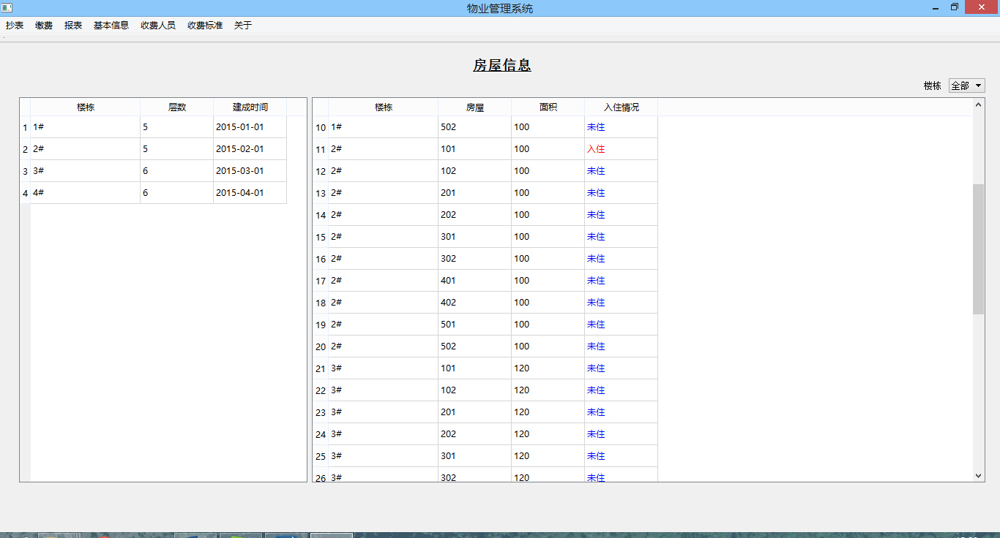 物业管理系统
抄表 缴费 报表 基本信息 收费人员 收费标准 关于
房屋信息
楼栋 全部
楼栋 层数 建成时间
1 1# 5 2015-01-01
2 2# 5 2015-02-01
3 3# 6 2015-03-01
4 4# 6 2015-04-01
楼栋 房屋 面积 入住情况
10 1# 502 100 未住
11 2# 101 100 入住
12 2# 102 100 未住
13 2# 201 100 未住
14 2# 202 100 未住
15 2# 301 100 未住
16 2# 302 100 未住
17 2# 401 100 未住
18 2# 402 100 未住
19 2# 501 100 未住
20 2# 502 100 未住
21 3# 101 120 未住
22 3# 102 120 未住
23 3# 201 120 未住
24 3# 202 120 未住
25 3# 301 120 未住
26 3# 302 120 未住